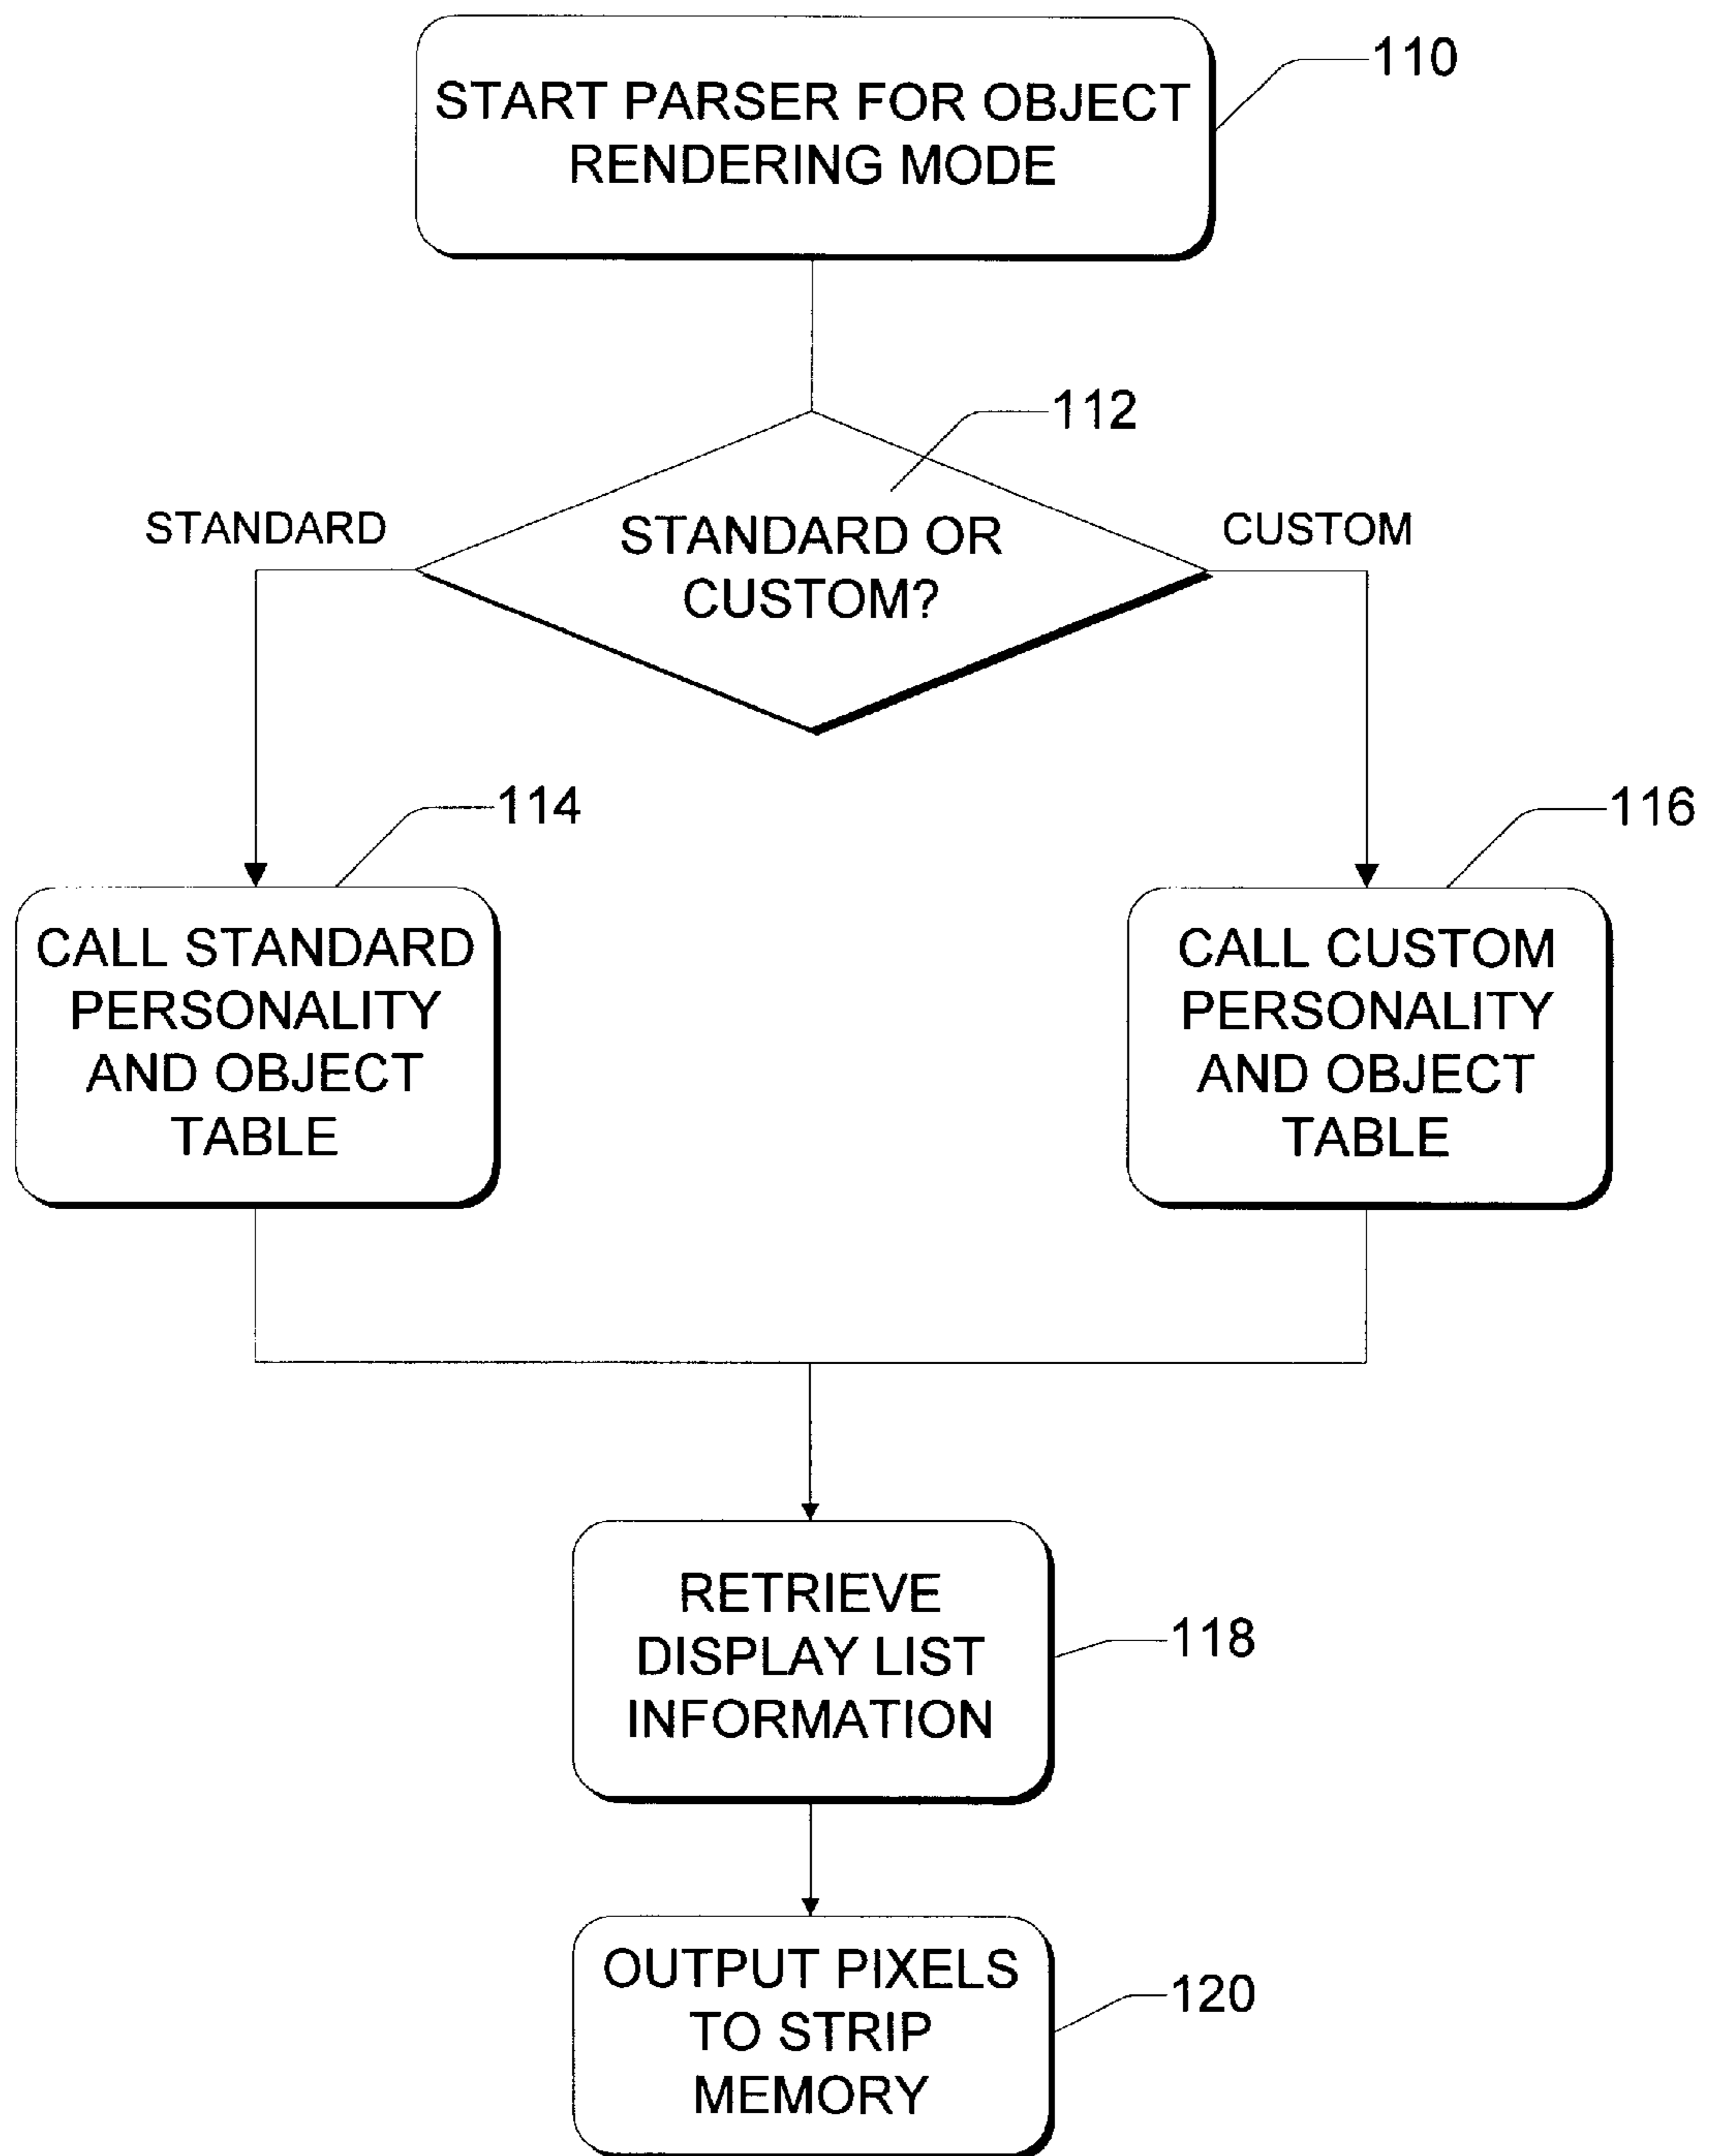 START PARSER FOR OBJECT
RENDERING MODE
110
112
STANDARD
STANDARD OR
CUSTOM?
CUSTOM
114
116
CALL STANDARD
PERSONALITY
AND OBJECT
TABLE
CALL CUSTOM
PERSONALITY
AND OBJECT
TABLE
RETRIEVE
DISPLAY LIST
INFORMATION
118
OUTPUT PIXELS
TO STRIP
MEMORY
120